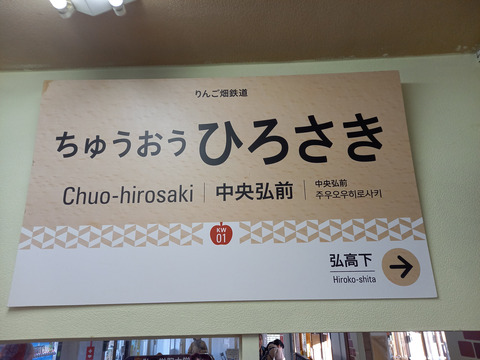 りんご畑鉄道
ちゅうおうひろさき
Chuo-hirosaki | 中央弘前 | 中央弘前
주우오우히로사키
KW
01
弘高下
Hiroko-shita